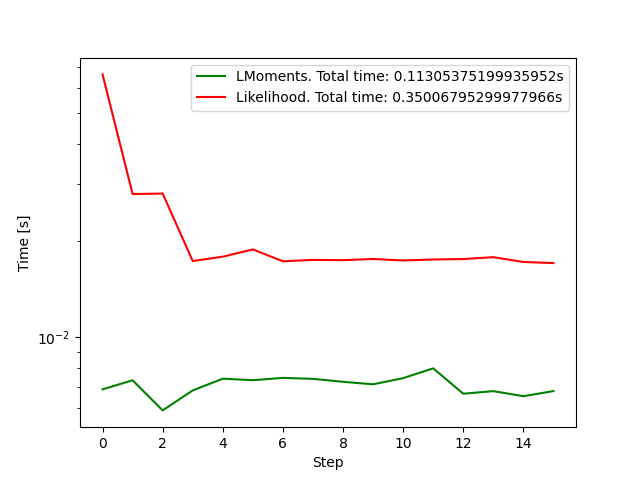 LMoments. Total time: 0.11305375199935952s
Likelihood. Total time: 0.35006795299977966s
Time [s]
10⁻²
0 2 4 6 8 10 12 14
Step